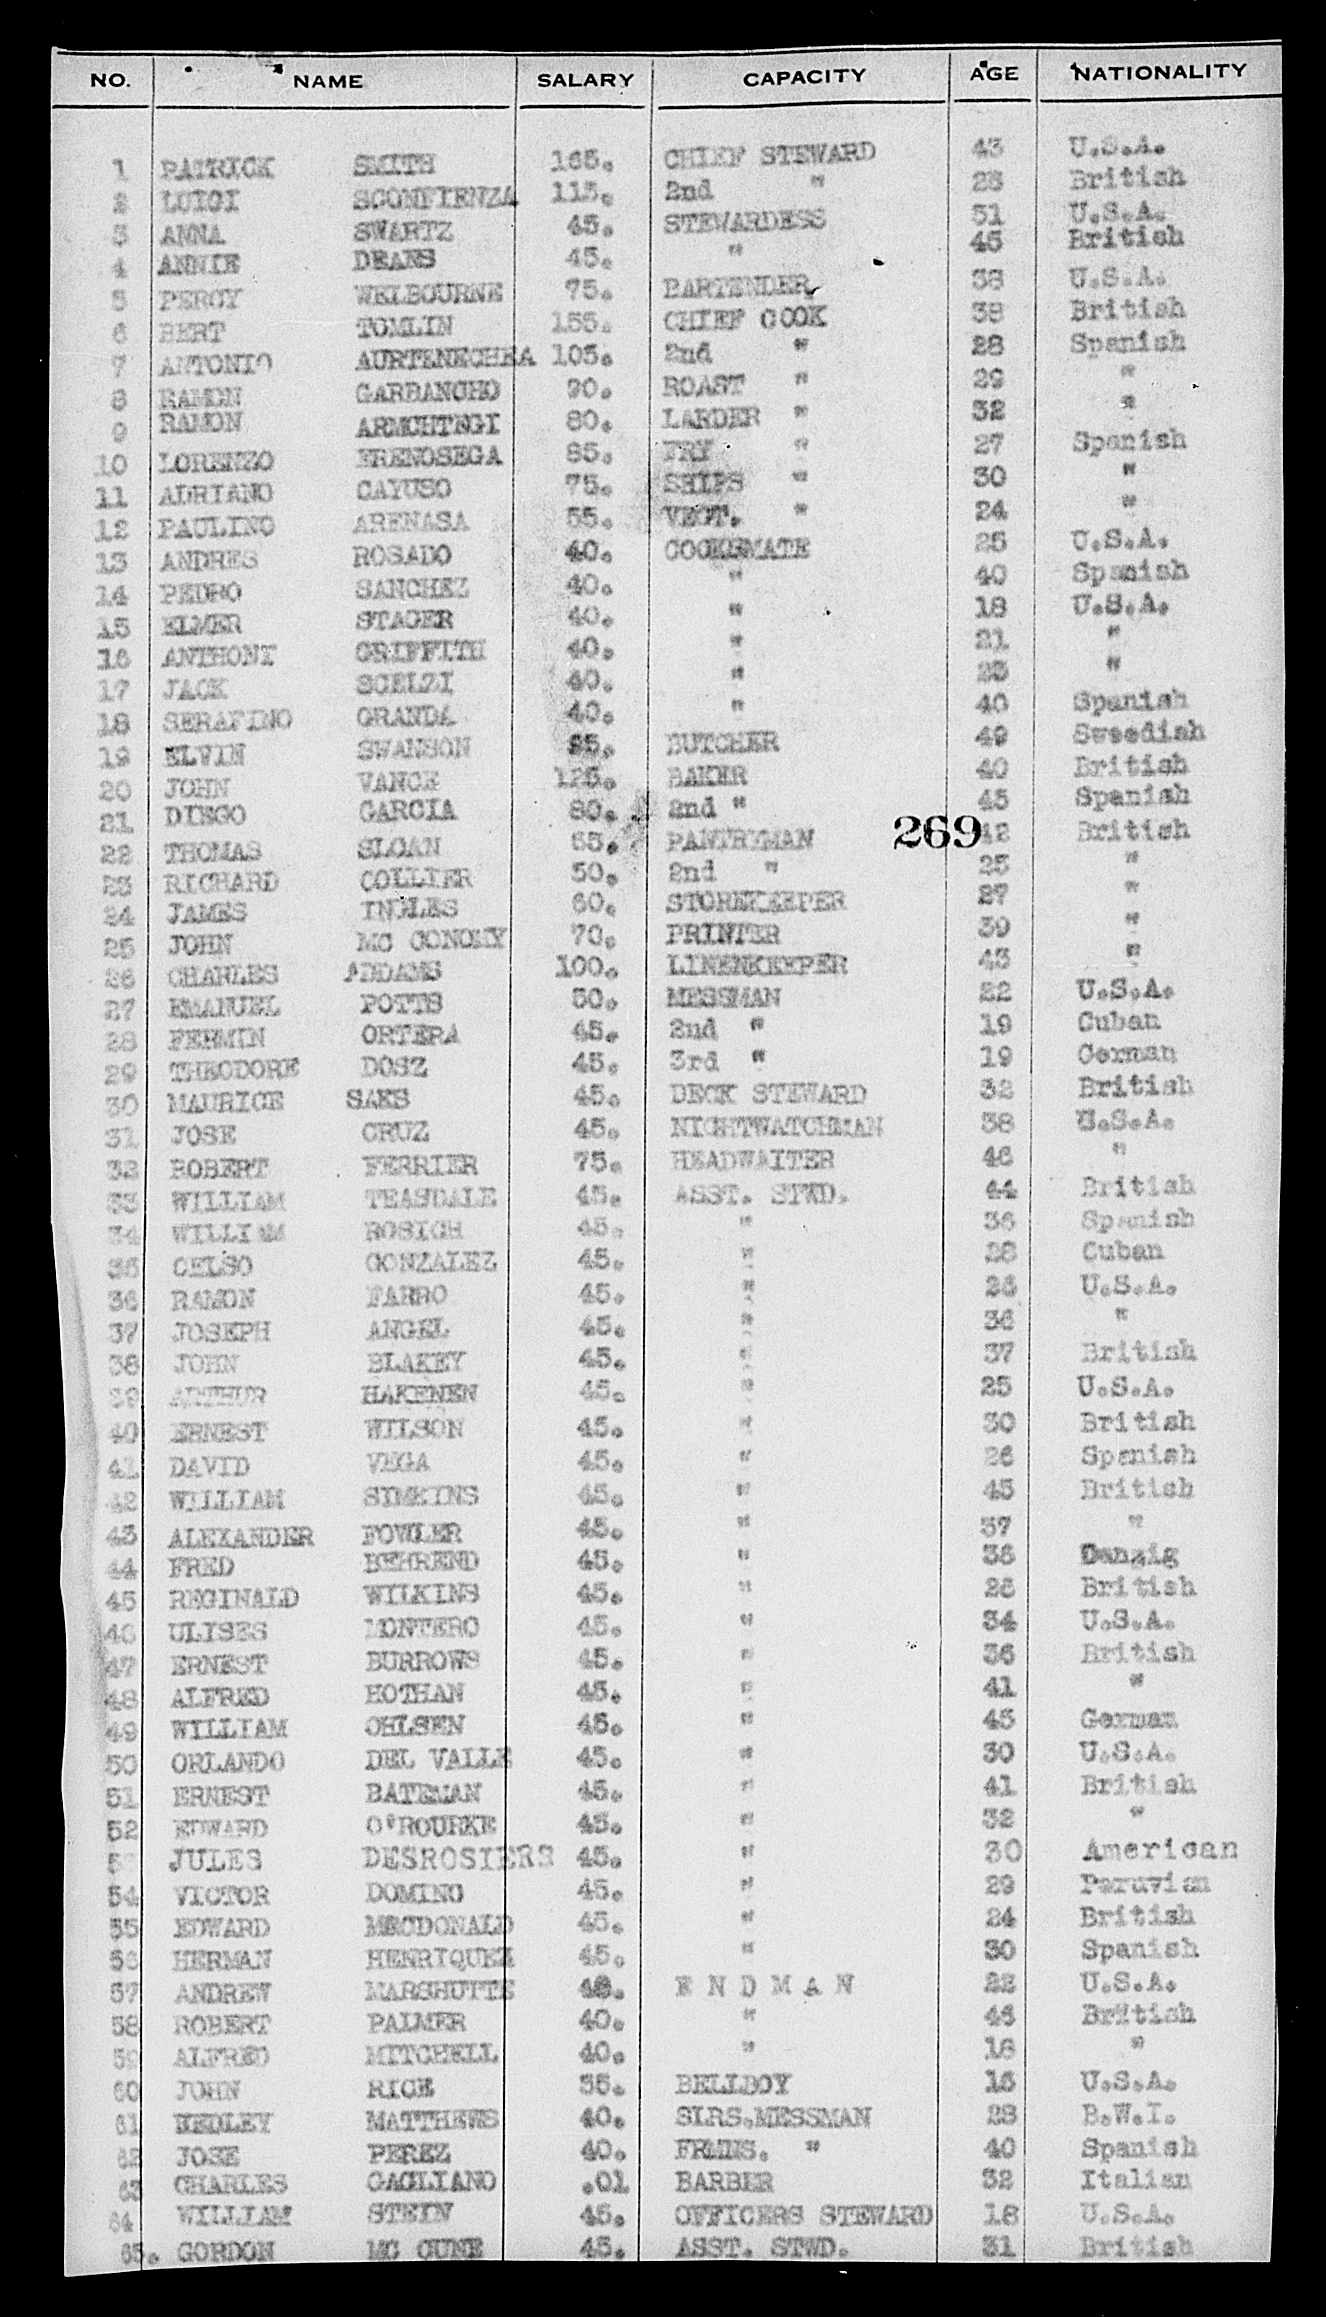 NO. NAME SALARY CAPACITY AGE NATIONALITY
1 PATRICK SMITH 165. CHIEF STEWARD 43 U.S.A.
2 LUIGI SCONFIENZA 115. 2nd " 28 British
3 ANNA SWARTZ 45. STEWARDESS 51 U.S.A.
4 ANNIE DEANS 45. " 45 British
5 PERCY WELBOURNE 75. BARTENDER 38 U.S.A.
6 BERT TOMLIN 155. CHIEF COOK 38 British
7 ANTONIO AURTENECHEA 105. 2nd " 28 Spanish
8 RAMON GARBANCHO 90. ROAST " 29 "
9 RAMON ARMCHTEGI 80. LARDER " 32 "
10 LORENZO ERENOSEGA 85. FRY " 27 Spanish
11 ADRIANO CAYUSO 75. SHIPS " 30 "
12 PAULINO ARENASA 55. VEGT. " 24 "
13 ANDRES ROSADO 40. COOKSMATE 25 U.S.A.
14 PEDRO SANCHEZ 40. " 40 Spanish
15 ELMER STAGER 40. " 18 U.S.A.
16 ANTHONY GRIFFITH 40. " 21 "
17 JACK SCELZI 40. " 23 "
18 SERAFINO GRANDA 40. " 40 Spanish
19 ELVIN SWANSON 95. BUTCHER 49 Sweedish
20 JOHN VANCE 125. BAKER 40 British
21 DIEGO GARCIA 80. 2nd " 45 Spanish
269
22 THOMAS SLOAN 65. PANTRYMAN 42 British
23 RICHARD COLLIER 50. 2nd " 25 "
24 JAMES INGLES 60. STOREKEEPER 27 "
25 JOHN MC CONOMY 70. PRINTER 39 "
26 CHARLES ADDAMS 100. LINENKEEPER 43 "
27 EMANUEL POTTS 50. MESSMAN 22 U.S.A.
28 FERMIN ORTERA 45. 2nd " 19 Cuban
29 THEODORE DOSZ 45. 3rd " 19 German
30 MAURICE SAKS 45. DECK STEWARD 32 British
31 JOSE CRUZ 45. NIGHTWATCHMAN 38 U.S.A.
32 ROBERT FERRIER 75. HEADWAITER 46 "
33 WILLIAM TEASDALE 45. ASST. STWD. 44 British
34 WILLIAM ROSICH 45. " 36 Spanish
35 CELSO GONZALEZ 45. " 28 Cuban
36 RAMON FARRO 45. " 26 U.S.A.
37 JOSEPH ANGEL 45. " 36 "
38 JOHN BLAKEY 45. " 37 British
39 ARTHUR HAKENEN 45. " 25 U.S.A.
40 ERNEST WILSON 45. " 30 British
41 DAVID VEGA 45. " 26 Spanish
42 WILLIAM SIMKINS 45. " 45 British
43 ALEXANDER FOWLER 45. " 37 "
44 FRED BEHREND 45. " 36 Danzig
45 REGINALD WILKINS 45. " 26 British
46 ULISES MONTERO 45. " 34 U.S.A.
47 ERNEST BURROWS 45. " 36 British
48 ALFRED HOTHAN 45. " 41 "
49 WILLIAM OHLSEN 45. " 45 German
50 ORLANDO DEL VALLE 45. " 30 U.S.A.
51 ERNEST BATEMAN 45. " 41 British
52 EDWARD O'ROURKE 45. " 32 "
53 JULES DESROSIERS 45. " 30 American
54 VICTOR DOMINO 45. " 29 Peruvian
55 EDWARD MACDONALD 45. " 24 British
56 HERMAN HENRIQUEZ 45. " 30 Spanish
57 ANDREW MARSHUTTS E N D M A N 22 U.S.A.
58 ROBERT PALMER 40. " 46 British
59 ALFRED MITCHELL 40. " 18 "
60 JOHN RICE 35. BELLBOY 16 U.S.A.
61 HEDLEY MATTHEWS 40. SLRS.MESSMAN 28 B.W.I.
62 JOSE PEREZ 40. FRMNS. " 40 Spanish
63 CHARLES GAGLIANO .01 BARBER 32 Italian
64 WILLIAM STEIN 45. OFFICERS STEWARD 18 U.S.A.
65. GORDON MC CUNE 45. ASST. STWD. 31 British